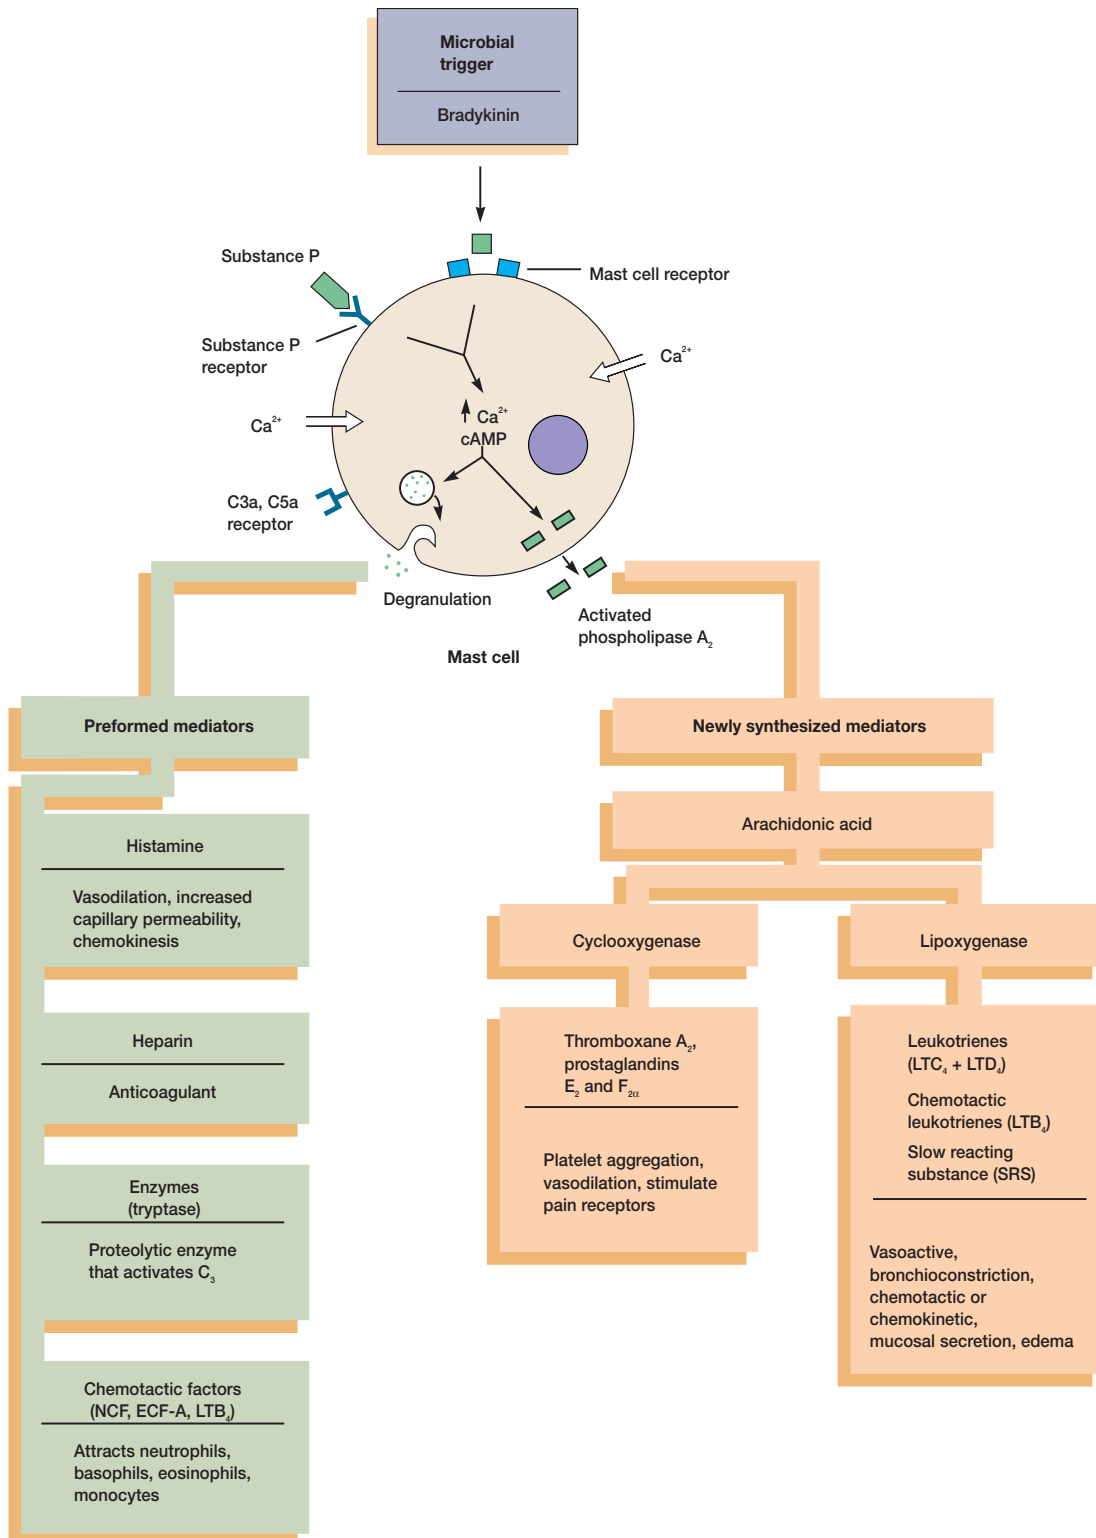 Microbial
trigger
Bradykinin
Substance P
Mast cell receptor
Substance P
receptor
Ca²⁺
Ca²⁺
Ca²⁺
cAMP
C3a, C5a
receptor
Degranulation
Activated
phospholipase A₂
Mast cell
Preformed mediators
Histamine
Vasodilation, increased
capillary permeability,
chemokinesis
Heparin
Anticoagulant
Enzymes
(tryptase)
Proteolytic enzyme
that activates C₃
Chemotactic factors
(NCF, ECF-A, LTB₄)
Attracts neutrophils,
basophils, eosinophils,
monocytes
Newly synthesized mediators
Arachidonic acid
Cyclooxygenase
Thromboxane A₂,
prostaglandins
E₂ and F₂α
Platelet aggregation,
vasodilation, stimulate
pain receptors
Lipoxygenase
Leukotrienes
(LTC₄ + LTD₄)
Chemotactic
leukotrienes (LTB₄)
Slow reacting
substance (SRS)
Vasoactive,
bronchioconstriction,
chemotactic or
chemokinetic,
mucosal secretion, edema